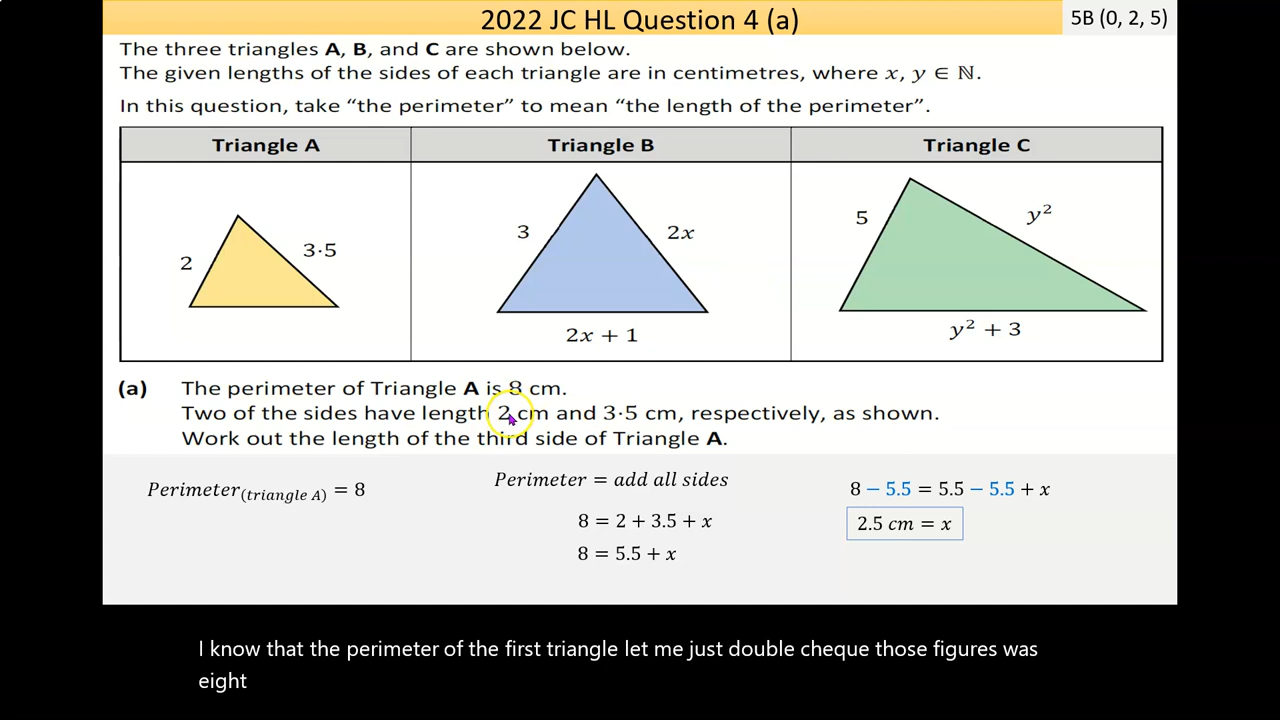 2022 JC HL Question 4 (a)
5B (0, 2, 5)
The three triangles A, B, and C are shown below.
The given lengths of the sides of each triangle are in centimetres, where x, y ∈ ℕ.
In this question, take “the perimeter” to mean “the length of the perimeter”.
Triangle A
Triangle B
Triangle C
2
3·5
3
2x
2x + 1
5
y²
y² + 3
(a) The perimeter of Triangle A is 8 cm.
Two of the sides have length 2 cm and 3·5 cm, respectively, as shown.
Work out the length of the third side of Triangle A.
Perimeter(triangle A) = 8
Perimeter = add all sides
8 = 2 + 3.5 + x
8 = 5.5 + x
8 − 5.5 = 5.5 − 5.5 + x
2.5 cm = x
I know that the perimeter of the first triangle let me just double cheque those figures was
eight